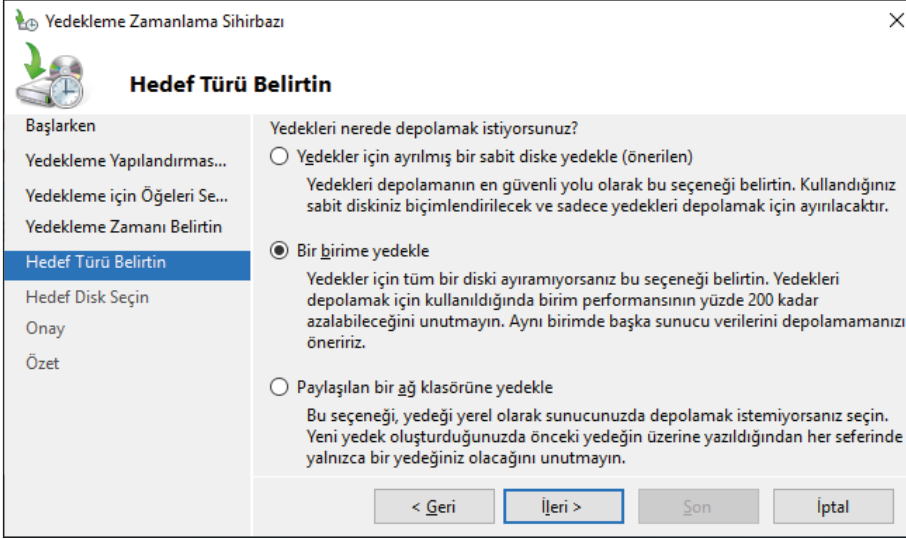 Yedekleme Zamanlama Sihirbazı
Hedef Türü Belirtin
Başlarken
Yedekleme Yapılandırmas...
Yedekleme için Öğeleri Se...
Yedekleme Zamanı Belirtin
Hedef Türü Belirtin
Hedef Disk Seçin
Onay
Özet
Yedekleri nerede depolamak istiyorsunuz?
Yedekler için ayrılmış bir sabit diske yedekle (önerilen)
Yedekleri depolamanın en güvenli yolu olarak bu seçeneği belirtin. Kullandığınız
sabit diskiniz biçimlendirilecek ve sadece yedekleri depolamak için ayırılacaktır.
Bir birime yedekle
Yedekler için tüm bir diski ayıramıyorsanız bu seçeneği belirtin. Yedekleri
depolamak için kullanıldığında birim performansının yüzde 200 kadar
azalabileceğini unutmayın. Aynı birimde başka sunucu verilerini depolamamanızı
öneririz.
Paylaşılan bir ağ klasörüne yedekle
Bu seçeneği, yedeği yerel olarak sunucunuzda depolamak istemiyorsanız seçin.
Yeni yedek oluşturduğunuzda önceki yedeğin üzerine yazıldığından her seferinde
yalnızca bir yedeğiniz olacağını unutmayın.
< Geri
İleri >
Son
İptal